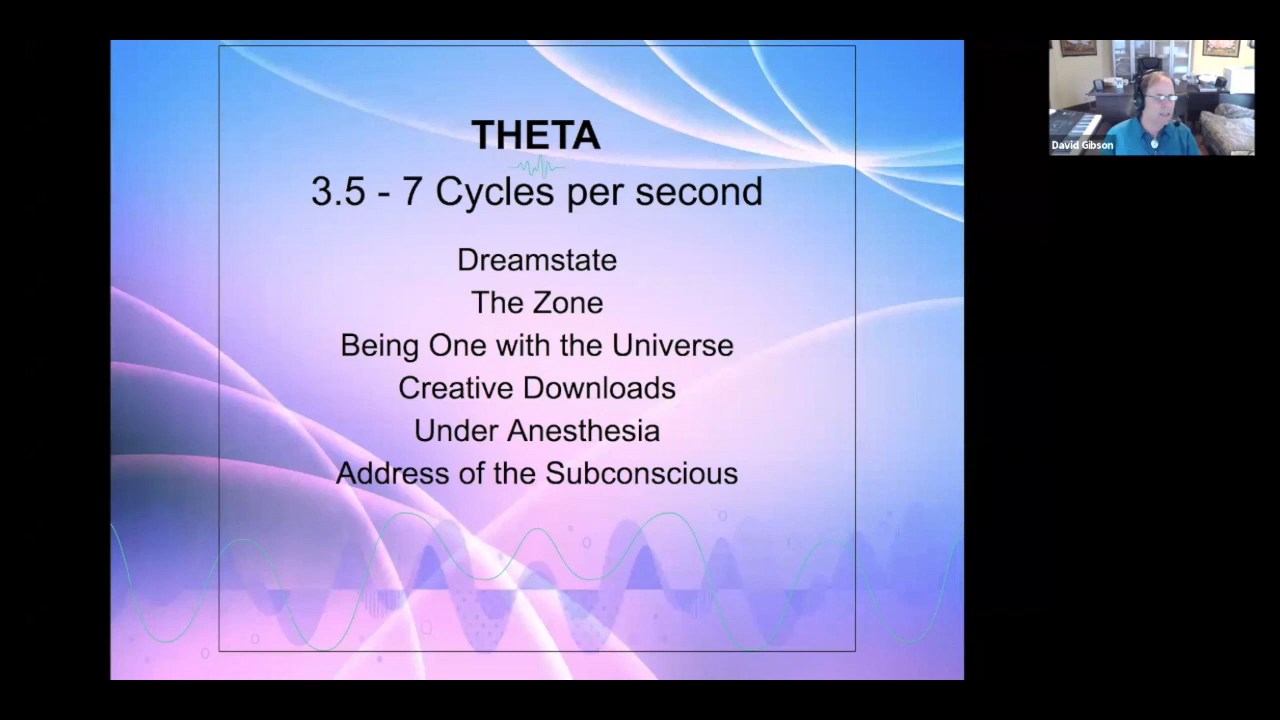 THETA
3.5 - 7 Cycles per second
Dreamstate
The Zone
Being One with the Universe
Creative Downloads
Under Anesthesia
Address of the Subconscious
David Gibson